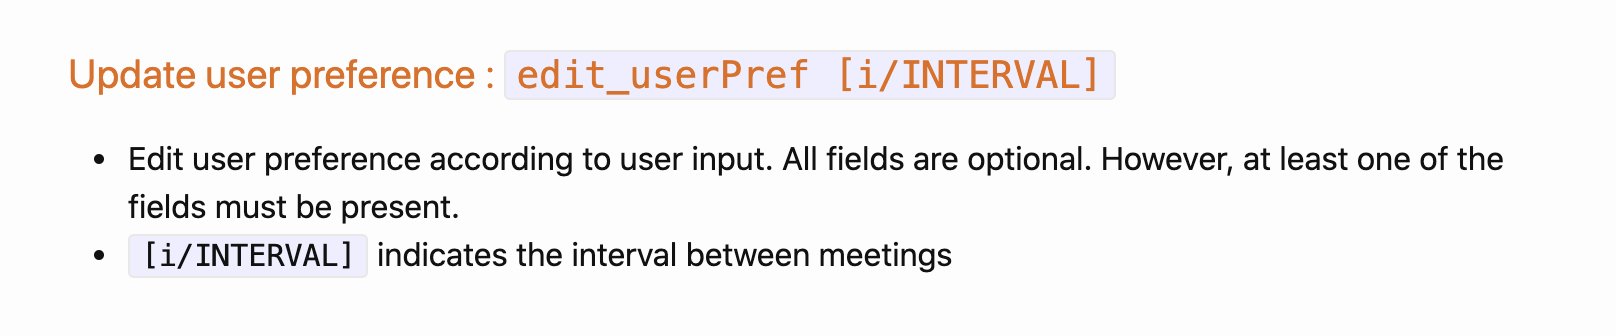 Update user preference : edit_userPref [i/INTERVAL]
• Edit user preference according to user input. All fields are optional. However, at least one of the
fields must be present.
• [i/INTERVAL] indicates the interval between meetings